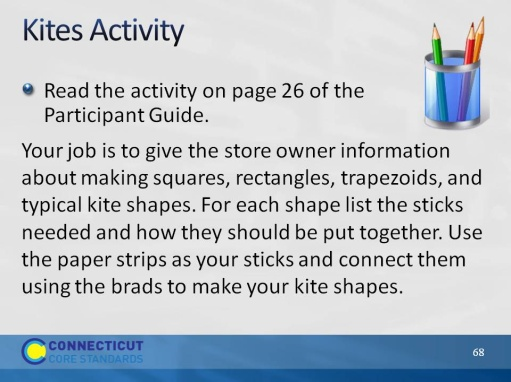 Kites Activity
Read the activity on page 26 of the
Participant Guide.
Your job is to give the store owner information
about making squares, rectangles, trapezoids, and
typical kite shapes. For each shape list the sticks
needed and how they should be put together. Use
the paper strips as your sticks and connect them
using the brads to make your kite shapes.
CONNECTICUT
CORE STANDARDS
68